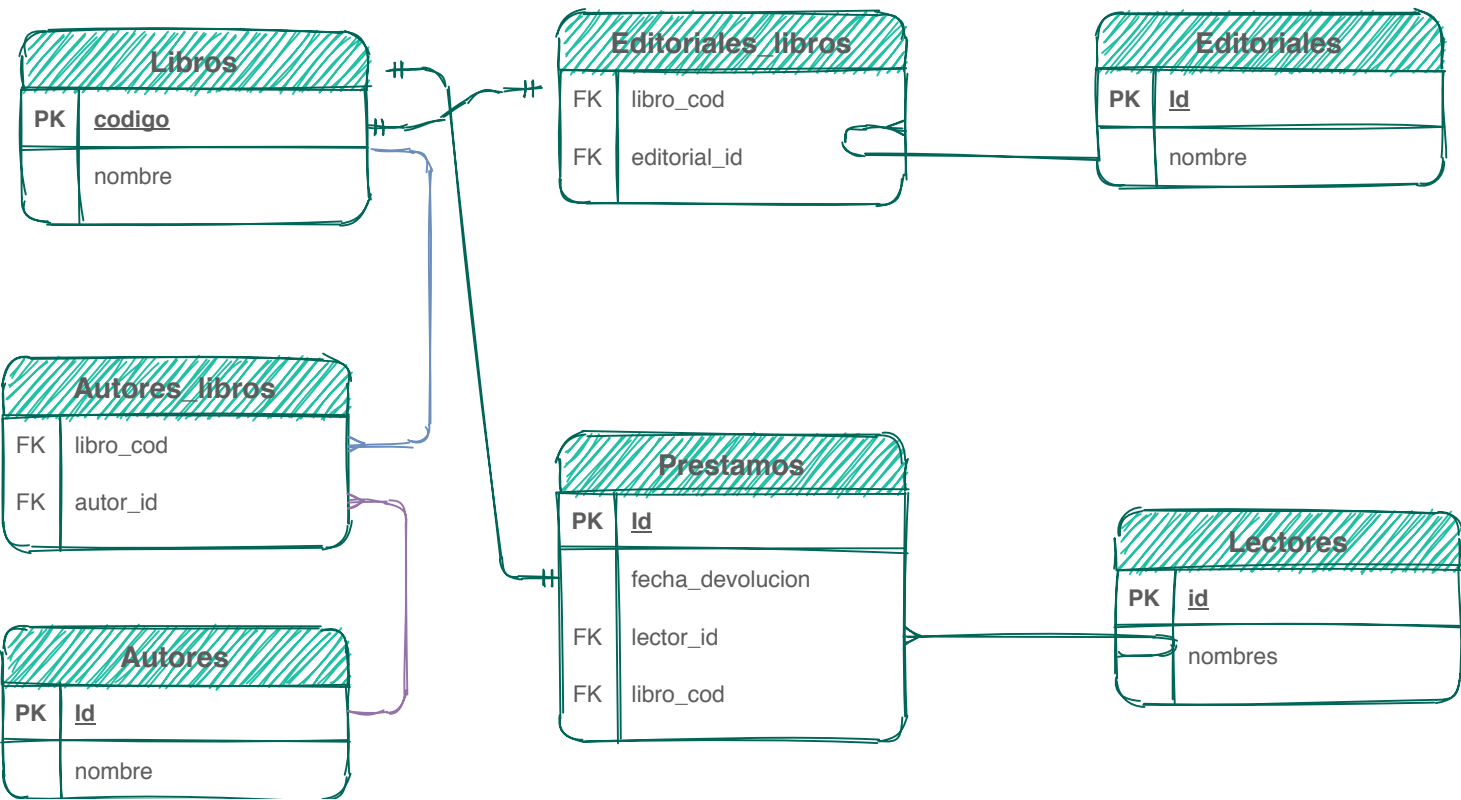 Libros
PK codigo
nombre
Editoriales_libros
FK libro_cod
FK editorial_id
Editoriales
PK Id
nombre
Autores_libros
FK libro_cod
FK autor_id
Prestamos
PK Id
fecha_devolucion
FK lector_id
FK libro_cod
Lectores
PK id
nombres
Autores
PK Id
nombre